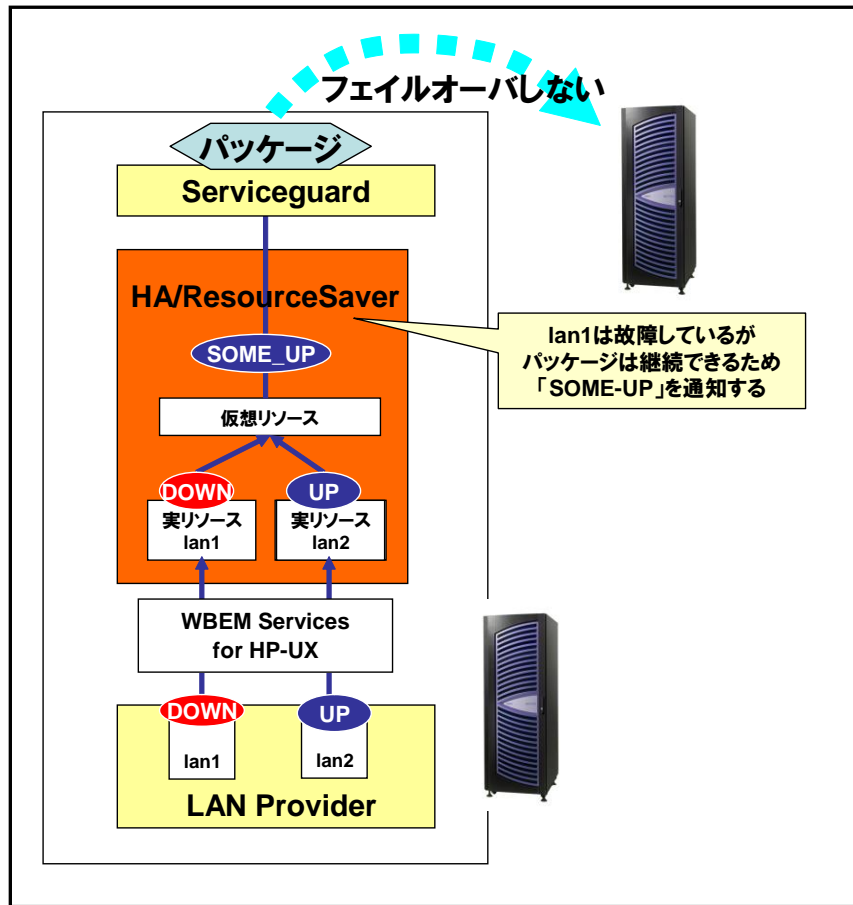 フェイルオーバしない
パッケージ
Serviceguard
HA/ResourceSaver
lan1は故障しているが
パッケージは継続できるため
「SOME-UP」を通知する
SOME_UP
仮想リソース
DOWN
UP
実リソース
lan1
実リソース
lan2
WBEM Services
for HP-UX
DOWN
UP
lan1
lan2
LAN Provider